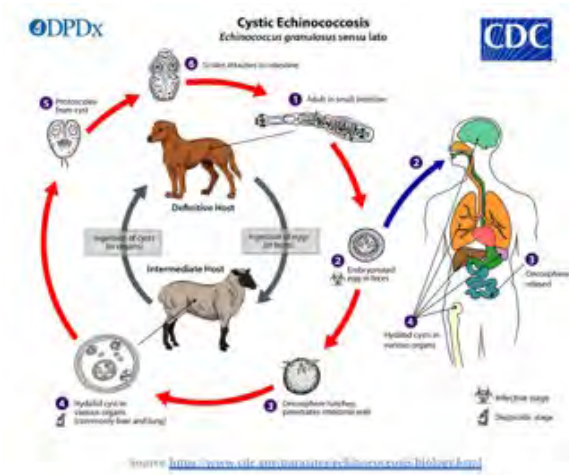 DPDx
Cystic Echinococcosis
Echinococcus granulosus sensu lato
CDC
6 Scolex attaches to intestine
5 Protoscolex
from cyst
1 Adult in small intestine
2
Definitive Host
Ingestion of cysts
(in organs)
Ingestion of eggs
(in feces)
Intermediate Host
2 Embryonated
egg in feces
3 Oncosphere
released
4
Hydatid cysts in
various organs
4 Hydatid cyst in
various organs
(commonly liver and lung)
3 Oncosphere hatches;
penetrates intestinal wall
Infective stage
Diagnostic stage
Source: